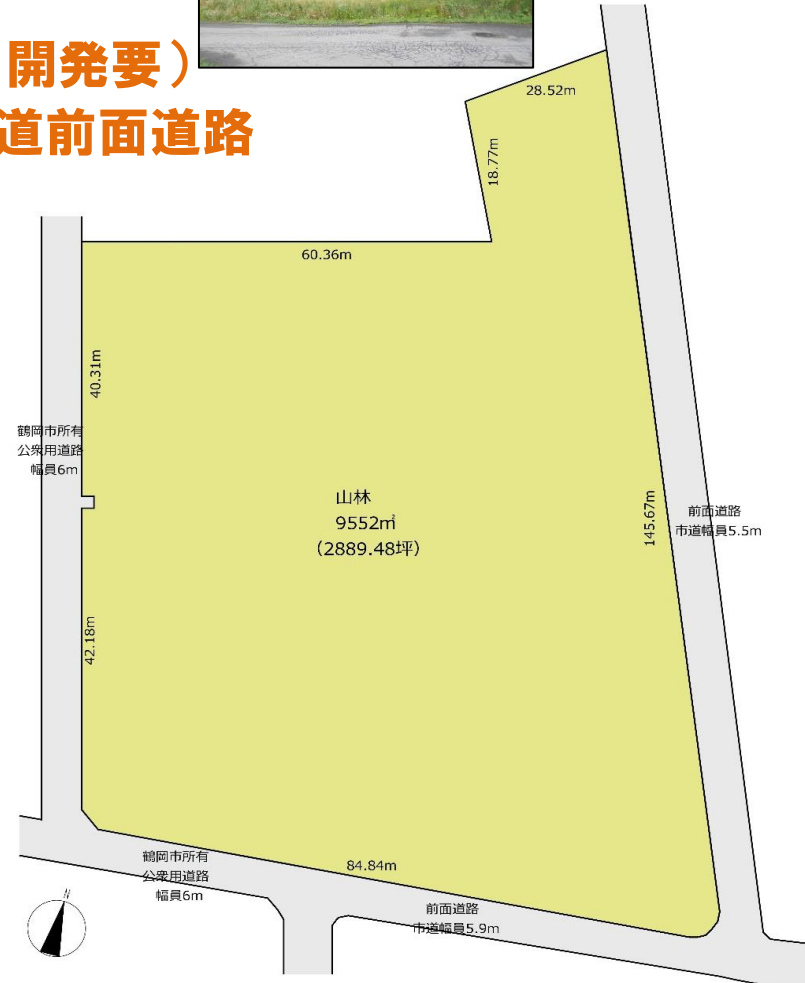 開発要）
道前面道路
28.52m
18.77m
60.36m
40.31m
鶴岡市所有
公衆用道路
幅員6m
山林
9552㎡
（2889.48坪）
145.67m
前面道路
市道幅員5.5m
42.18m
84.84m
鶴岡市所有
公衆用道路
幅員6m
前面道路
市道幅員5.9m
N